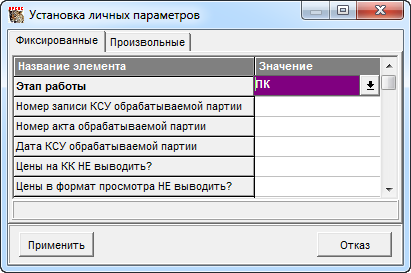 Установка личных параметров
Фиксированные Произвольные
Название элемента Значение
Этап работы ПК
Номер записи КСУ обрабатываемой партии
Номер акта обрабатываемой партии
Дата КСУ обрабатываемой партии
Цены на КК НЕ выводить?
Цены в формат просмотра НЕ выводить?
Применить Отказ